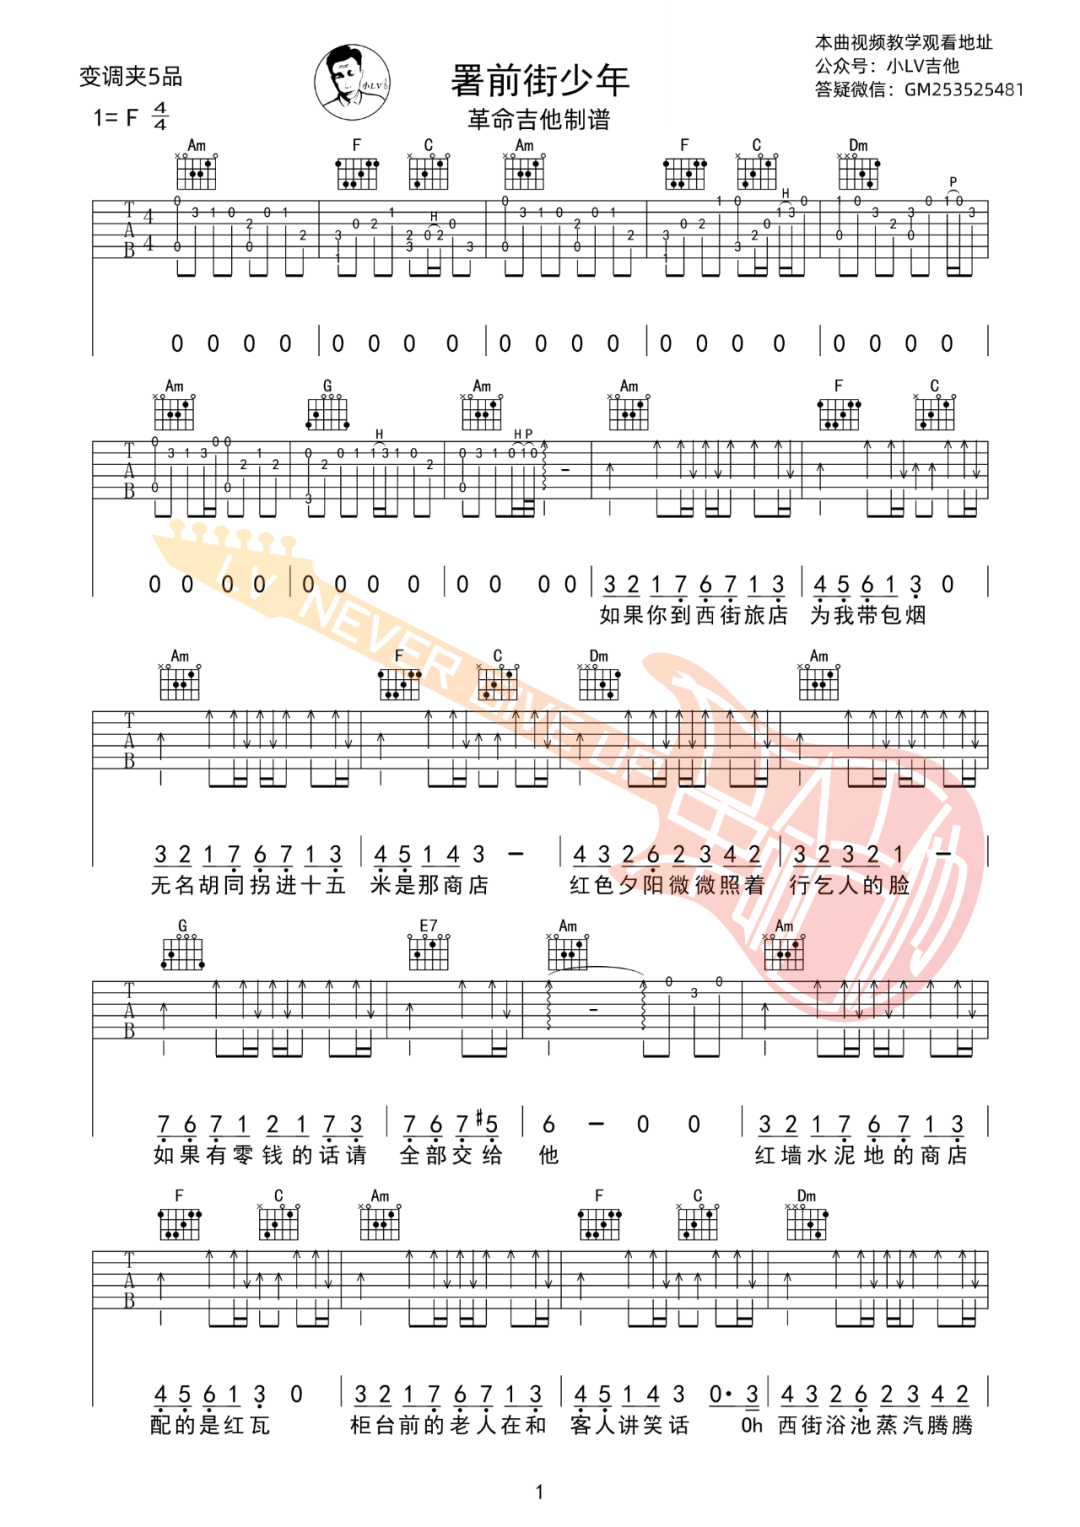 变调夹5品
1= F 4/4
小LV
署前街少年
革命吉他制谱
本曲视频教学观看地址
公众号：小LV吉他
答疑微信：GM253525481
Am F C Am F C Dm
H H P
T A B 4 4
0 0 0 0 0 0 0 0 0 0 0 0 0 0 0 0 0 0 0 0
Am G Am Am F C
H H P
T A B
0 0 0 0 0 0 0 0 0 0 0 0 3 2 1 7 6 7 1 3 4 5 6 1 3 0
如果你到西街旅店 为我带包烟
LV NEVER GIVE UP
Am F C Dm Am
T A B
3 2 1 7 6 7 1 3 4 5 1 4 3 – 4 3 2 6 2 3 4 2 3 2 3 2 1 –
无名胡同拐进十五 米是那商店 红色夕阳微微照着 行乞人的脸
G E7 Am Am
T A B
7 6 7 1 2 1 7 3 7 6 7 #5 6 – 0 0 3 2 1 7 6 7 1 3
如果有零钱的话请 全部交给 他 红墙水泥地的商店
F C Am F C Dm
T A B
4 5 6 1 3 0 3 2 1 7 6 7 1 3 4 5 1 4 3 0· 3 4 3 2 6 2 3 4 2
配的是红瓦 柜台前的老人在和 客人讲笑话 Oh 西街浴池蒸汽腾腾
1